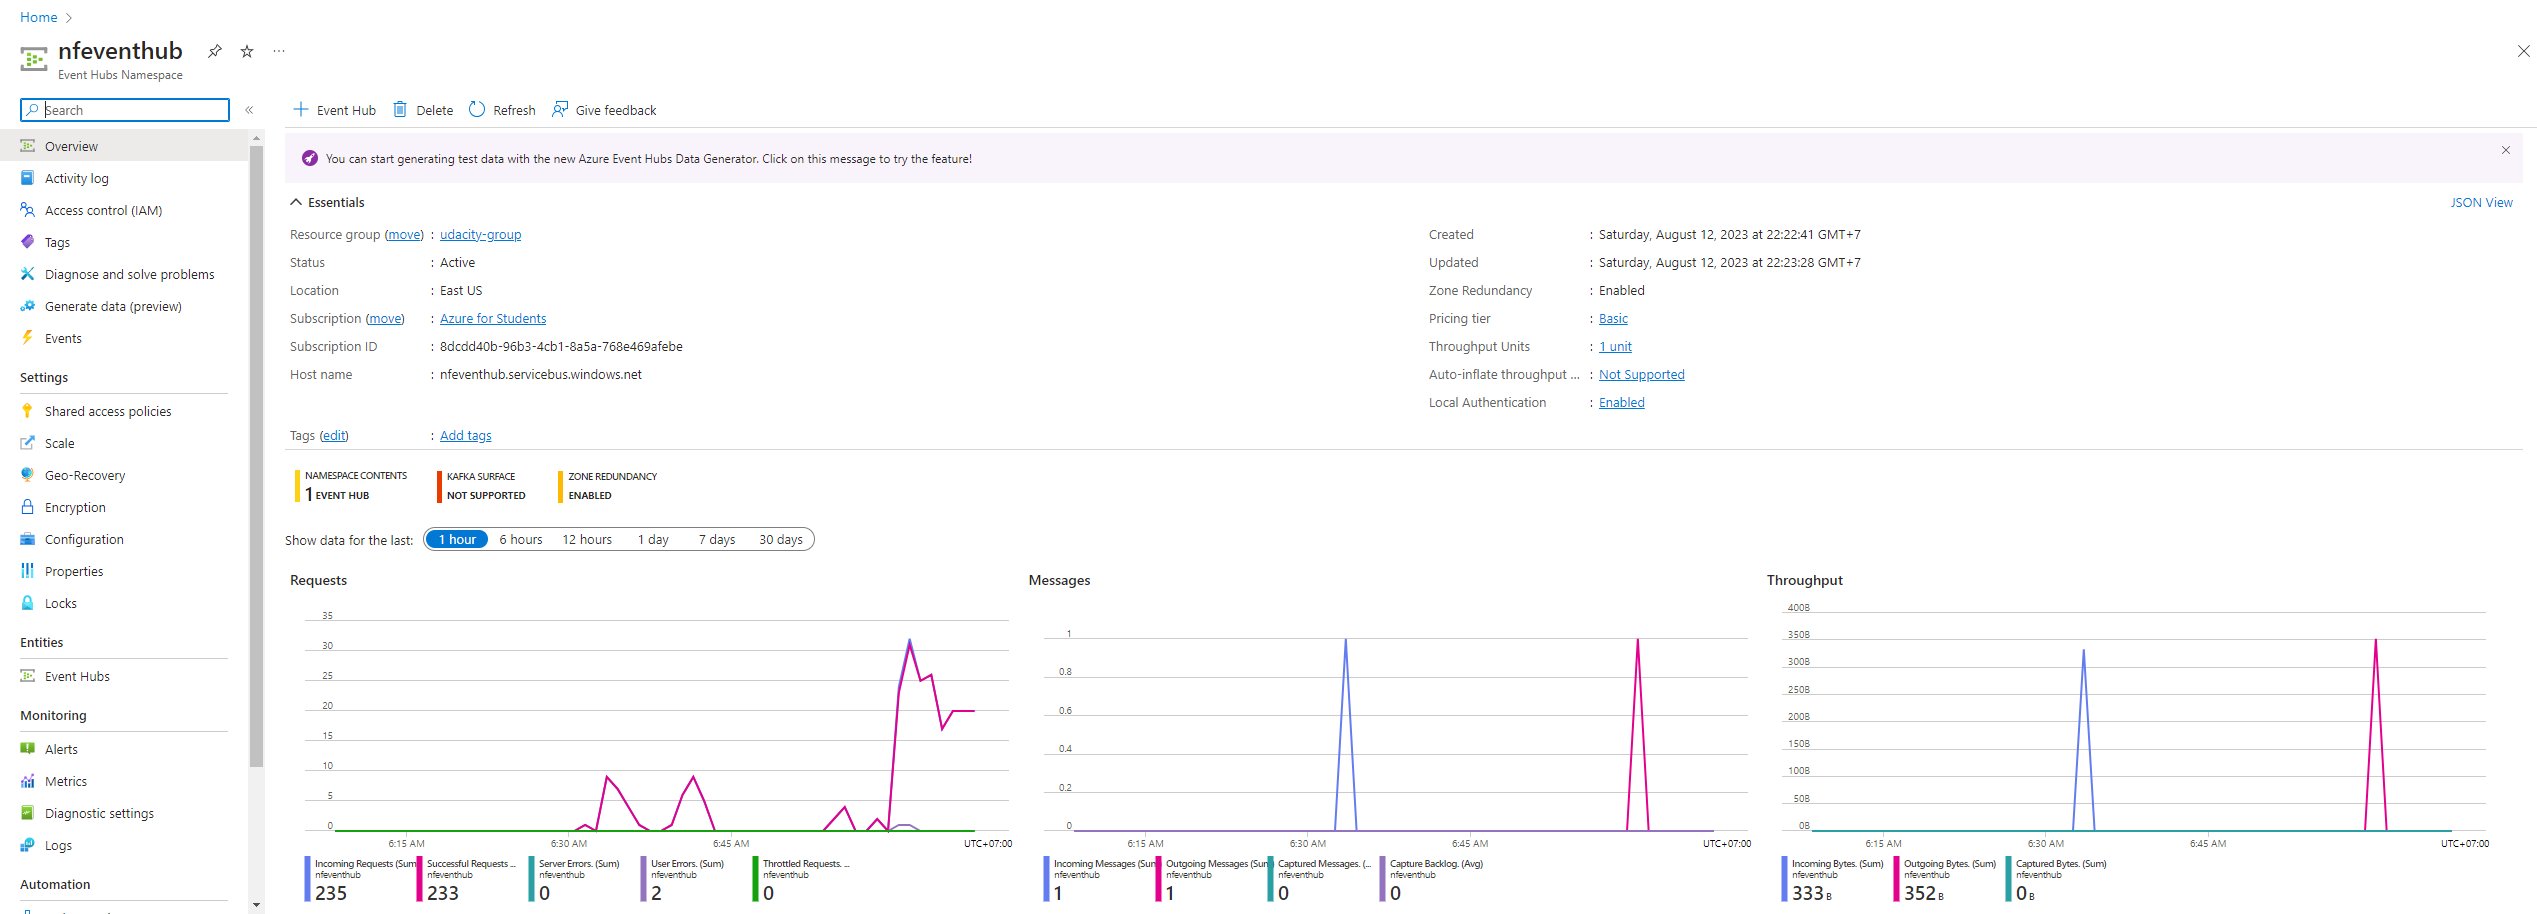 Home >
nfeventhub
Event Hubs Namespace
Search
Event Hub
Delete
Refresh
Give feedback
You can start generating test data with the new Azure Event Hubs Data Generator. Click on this message to try the feature!
Overview
Activity log
Access control (IAM)
Tags
Diagnose and solve problems
Generate data (preview)
Events
Settings
Shared access policies
Scale
Geo-Recovery
Encryption
Configuration
Properties
Locks
Entities
Event Hubs
Monitoring
Alerts
Metrics
Diagnostic settings
Logs
Automation
Essentials
JSON View
Resource group (move) : udacity-group
Status : Active
Location : East US
Subscription (move) : Azure for Students
Subscription ID : 8dcdd40b-96b3-4cb1-8a5a-768e469afebe
Host name : nfeventhub.servicebus.windows.net
Created : Saturday, August 12, 2023 at 22:22:41 GMT+7
Updated : Saturday, August 12, 2023 at 22:23:28 GMT+7
Zone Redundancy : Enabled
Pricing tier : Basic
Throughput Units : 1 unit
Auto-inflate throughput ... : Not Supported
Local Authentication : Enabled
Tags (edit) : Add tags
NAMESPACE CONTENTS
1 EVENT HUB
KAFKA SURFACE
NOT SUPPORTED
ZONE REDUNDANCY
ENABLED
Show data for the last: 1 hour 6 hours 12 hours 1 day 7 days 30 days
Requests
35
30
25
20
15
10
5
0
6:15 AM 6:30 AM 6:45 AM UTC+07:00
Incoming Requests (Sum
nfeventhub
235
Successful Requests ...
nfeventhub
233
Server Errors. (Sum)
nfeventhub
0
User Errors. (Sum)
nfeventhub
2
Throttled Requests. ...
nfeventhub
0
Messages
1
0.8
0.6
0.4
0.2
0
6:15 AM 6:30 AM 6:45 AM UTC+07:00
Incoming Messages (Sum
nfeventhub
1
Outgoing Messages (Sum
nfeventhub
1
Captured Messages. (...
nfeventhub
0
Capture Backlog. (Avg)
nfeventhub
0
Throughput
400B
350B
300B
250B
200B
150B
100B
50B
0B
6:15 AM 6:30 AM 6:45 AM UTC+07:00
Incoming Bytes. (Sum)
nfeventhub
333 B
Outgoing Bytes. (Sum)
nfeventhub
352 B
Captured Bytes. (Sum)
nfeventhub
0 B